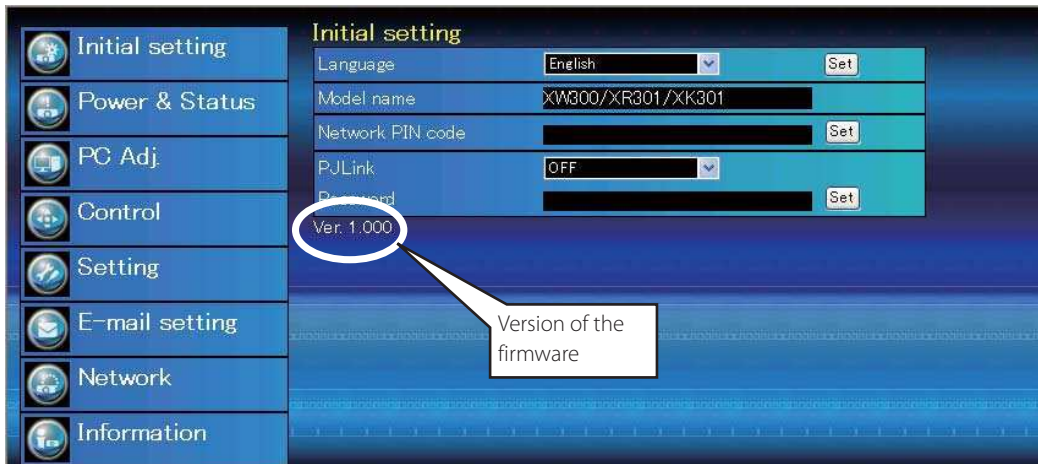 Initial setting
Power & Status
PC Adj.
Control
Setting
E-mail setting
Network
Information
Initial setting
Language English Set
Model name XW300/XR301/XK301
Network PIN code Set
PJLink OFF
Password Set
Ver. 1.000
Version of the
firmware